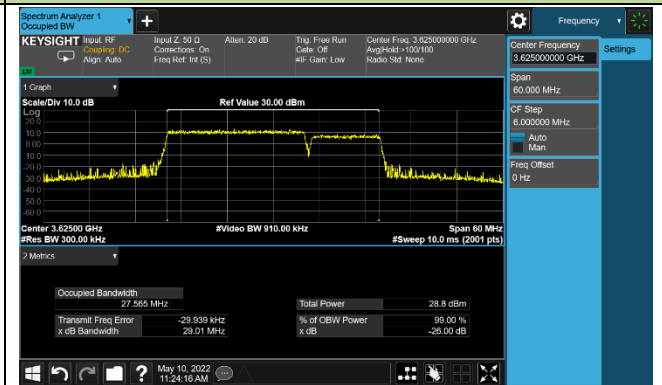 Spectrum Analyzer 1
Occupied BW
+
Frequency
KEYSIGHT
Input: RF
Coupling: DC
Align: Auto
Input Z: 50 Ω
Corrections: On
Freq Ref: Int (S)
Atten: 20 dB
Trig: Free Run
Gate: Off
#IF Gain: Low
Center Freq: 3.625000000 GHz
Avg|Hold:>100/100
Radio Std: None
LM
Center Frequency
3.625000000 GHz
Settings
Span
60.000 MHz
CF Step
6.000000 MHz
Auto
Man
Freq Offset
0 Hz
1 Graph
Scale/Div 10.0 dB
Ref Value 30.00 dBm
Log
20.0
10.0
0.00
-10.0
-20.0
-30.0
-40.0
-50.0
-60.0
Center 3.62500 GHz
#Video BW 910.00 kHz
Span 60 MHz
#Res BW 300.00 kHz
#Sweep 10.0 ms (2001 pts)
2 Metrics
Occupied Bandwidth
27.565 MHz
Total Power
28.8 dBm
Transmit Freq Error
-29.939 kHz
% of OBW Power
99.00 %
x dB Bandwidth
29.01 MHz
x dB
-26.00 dB
?
May 10, 2022
11:24:16 AM